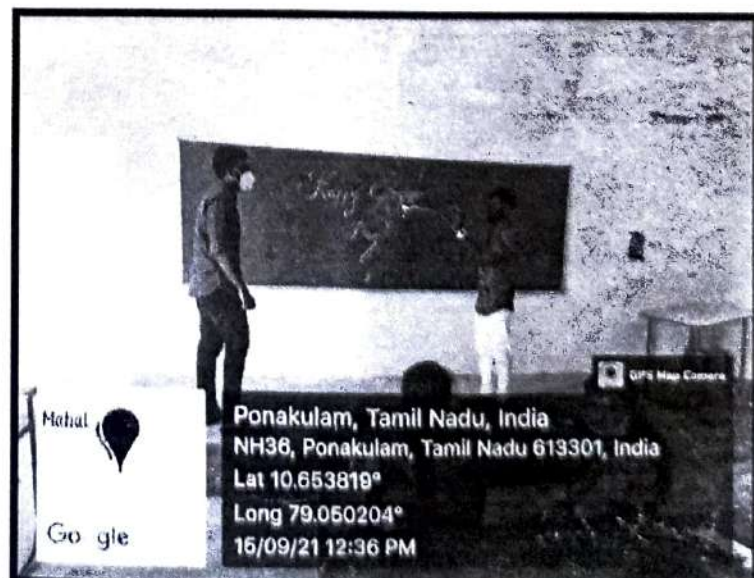 GPS Map Camera
Mahal
Google
Ponakulam, Tamil Nadu, India
NH36, Ponakulam, Tamil Nadu 613301, India
Lat 10.653819°
Long 79.050204°
15/09/21 12:36 PM